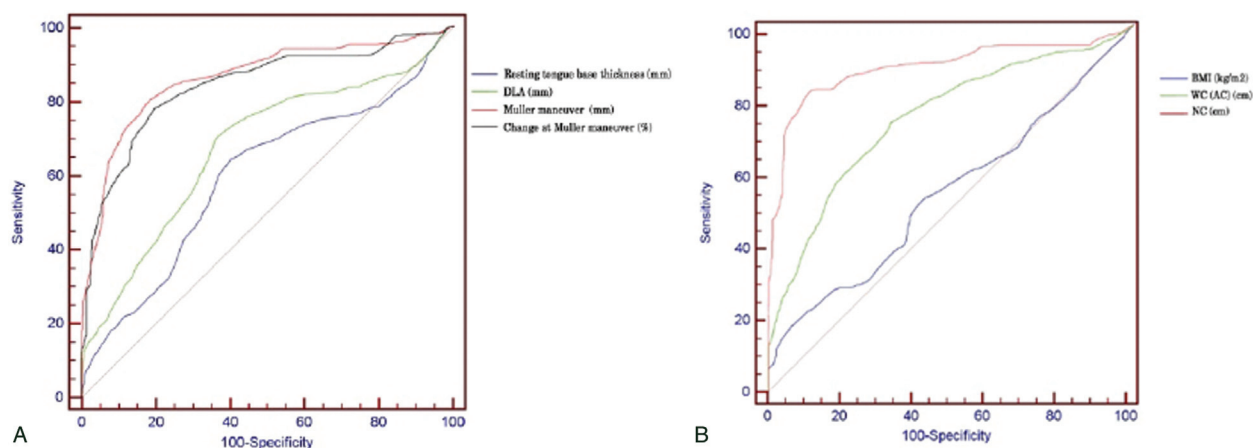 100
80
60
40
20
0
Sensitivity
0 20 40 60 80 100
100-Specificity
Resting tongue base thickness (mm)
DLA (mm)
Muller maneuver (mm)
Change at Muller maneuver (%)
A
100
80
60
40
20
0
Sensitivity
0 20 40 60 80 100
100-Specificity
BMI (kg/m2)
WC (AC) (cm)
NC (cm)
B